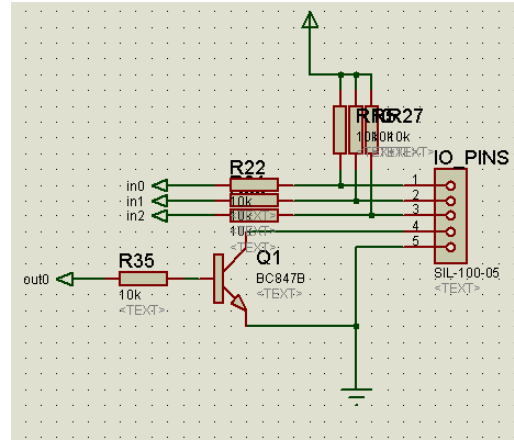 R27
10k
IO_PINS
R22
in0
10k
in1
in2
1
2
3
4
5
SIL-100-05
<TEXT>
Q1
BC847B
<TEXT>
R35
out0
10k
<TEXT>